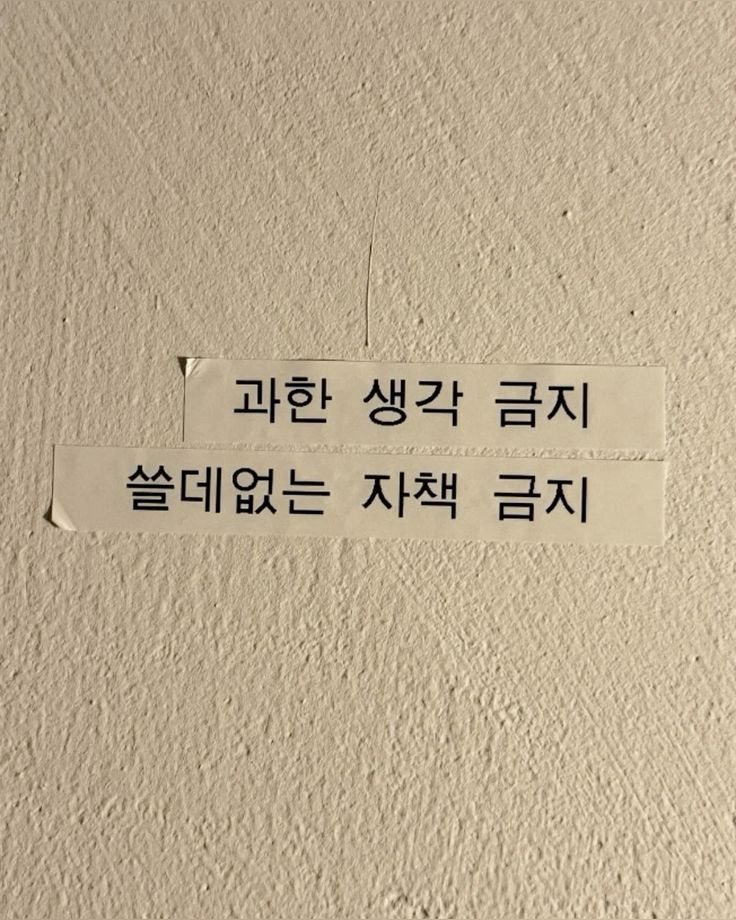 과한 생각 금지
쓸데없는 자책 금지